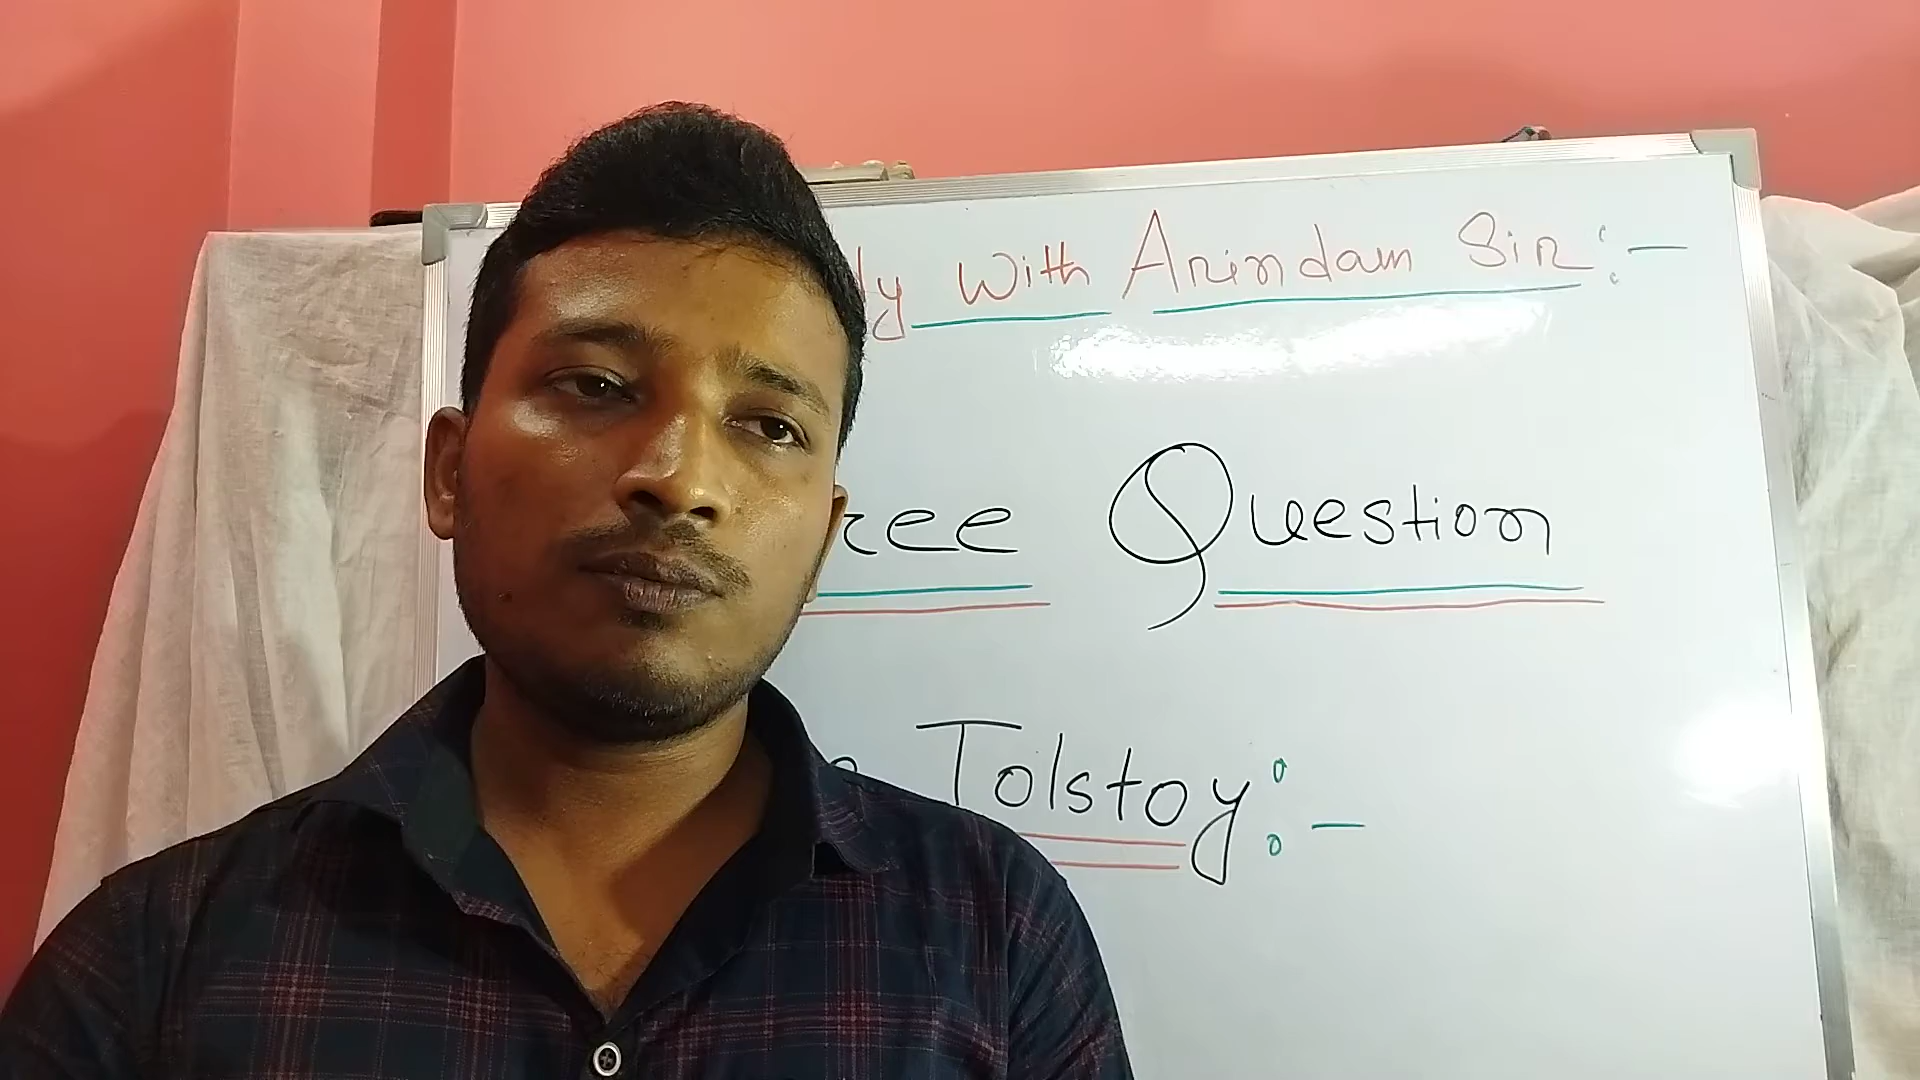 With Arindam Sir:-
Question
Tolstoy:-